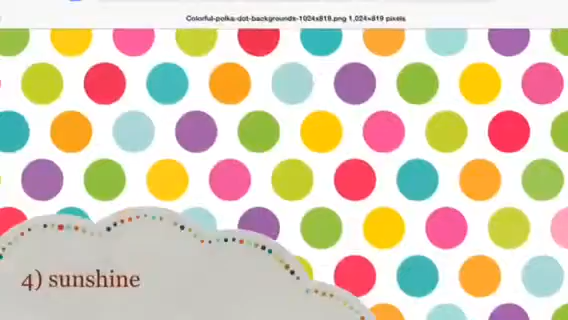 Colorful-polka-dot-backgrounds-1024x819.png 1,024×819 pixels
4) sunshine